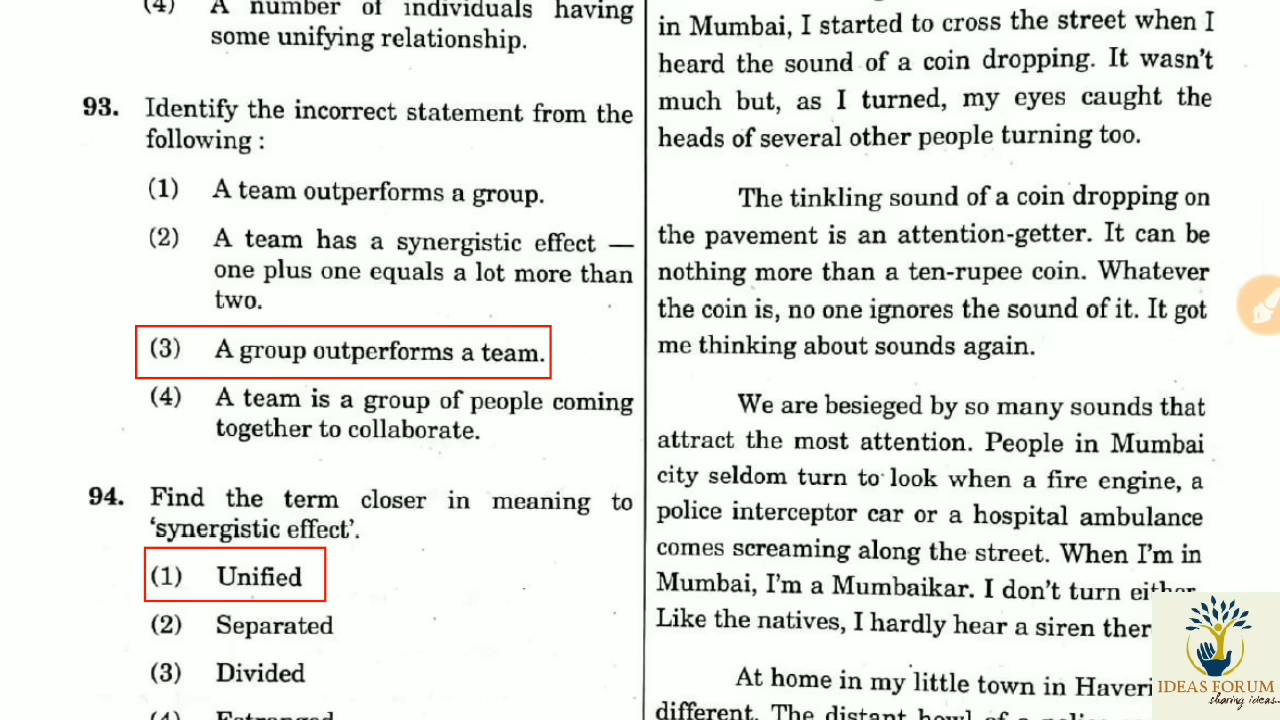 (4) A number of individuals having
some unifying relationship.
93. Identify the incorrect statement from the
following :
(1) A team outperforms a group.
(2) A team has a synergistic effect —
one plus one equals a lot more than
two.
(3) A group outperforms a team.
(4) A team is a group of people coming
together to collaborate.
94. Find the term closer in meaning to
‘synergistic effect’.
(1) Unified
(2) Separated
(3) Divided
(4) Estranged
in Mumbai, I started to cross the street when I
heard the sound of a coin dropping. It wasn't
much but, as I turned, my eyes caught the
heads of several other people turning too.
The tinkling sound of a coin dropping on
the pavement is an attention-getter. It can be
nothing more than a ten-rupee coin. Whatever
the coin is, no one ignores the sound of it. It got
me thinking about sounds again.
We are besieged by so many sounds that
attract the most attention. People in Mumbai
city seldom turn to look when a fire engine, a
police interceptor car or a hospital ambulance
comes screaming along the street. When I'm in
Mumbai, I'm a Mumbaikar. I don't turn either.
Like the natives, I hardly hear a siren ther
At home in my little town in Haveri
different. The distant howl of a police
IDEAS FORUM
sharing ideas..